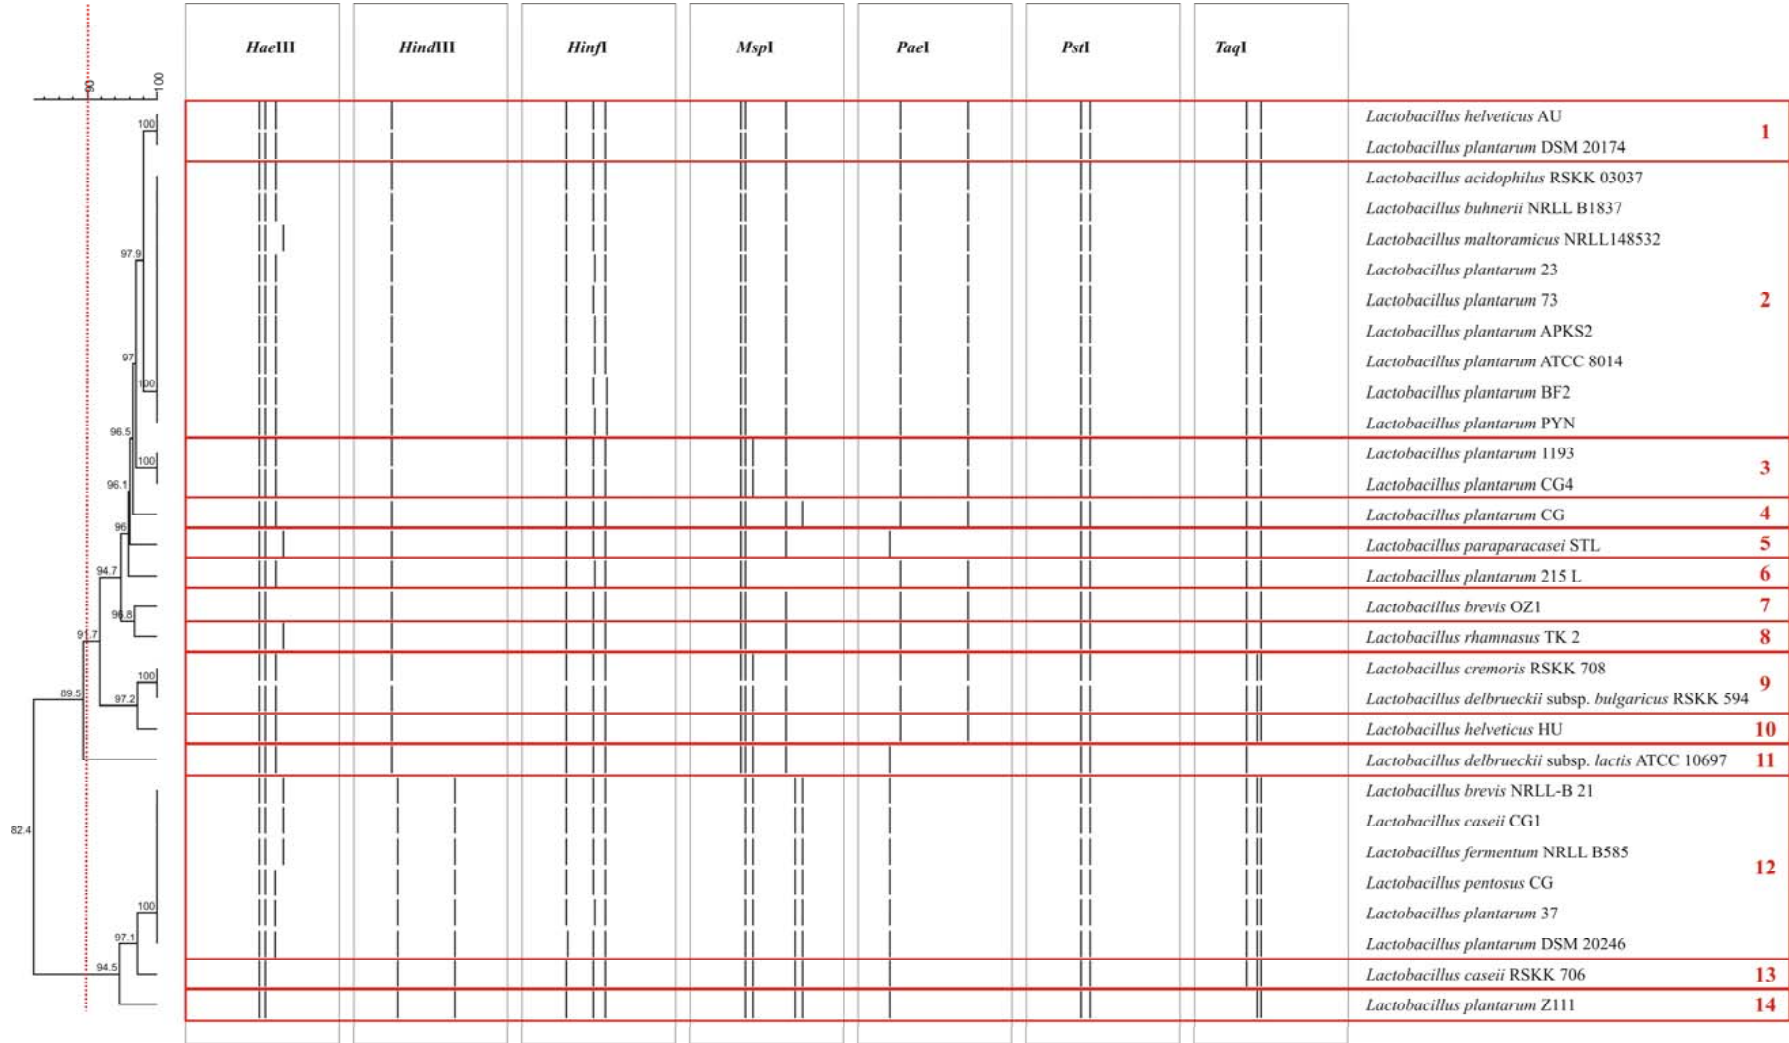 HaeIII HindIII HinfI MspI PaeI PstI TaqI
90 100
Lactobacillus helveticus AU
100
1
Lactobacillus plantarum DSM 20174
Lactobacillus acidophilus RSKK 03037
Lactobacillus buhnerii NRLL B1837
Lactobacillus maltoramicus NRLL148532
97.9
Lactobacillus plantarum 23
Lactobacillus plantarum 73
2
Lactobacillus plantarum APKS2
97
Lactobacillus plantarum ATCC 8014
100
Lactobacillus plantarum BF2
Lactobacillus plantarum PYN
96.5
Lactobacillus plantarum 1193
100
3
Lactobacillus plantarum CG4
96.1
Lactobacillus plantarum CG 4
96
Lactobacillus paraparacasei STL 5
94.7
Lactobacillus plantarum 215 L 6
Lactobacillus brevis OZ1 7
96.8
91.7
Lactobacillus rhamnasus TK 2 8
Lactobacillus cremoris RSKK 708
100
9
89.5
97.2
Lactobacillus delbrueckii subsp. bulgaricus RSKK 594
Lactobacillus helveticus HU 10
Lactobacillus delbrueckii subsp. lactis ATCC 10697 11
Lactobacillus brevis NRLL-B 21
Lactobacillus caseii CG1
82.4
Lactobacillus fermentum NRLL B585
12
Lactobacillus pentosus CG
100
Lactobacillus plantarum 37
97.1
Lactobacillus plantarum DSM 20246
94.5
Lactobacillus caseii RSKK 706 13
Lactobacillus plantarum Z111 14